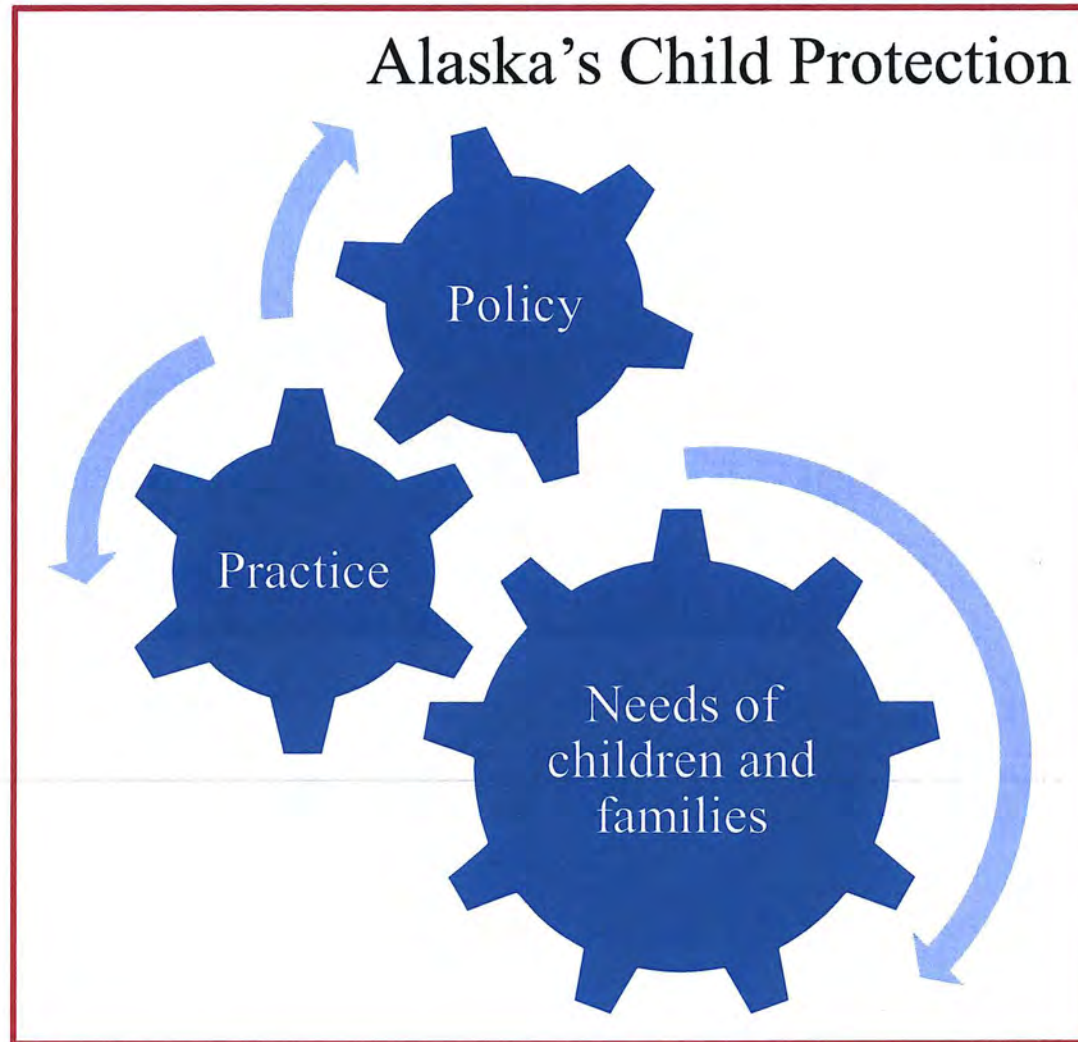 Alaska's Child Protection
Policy
Practice
Needs of
children and
families